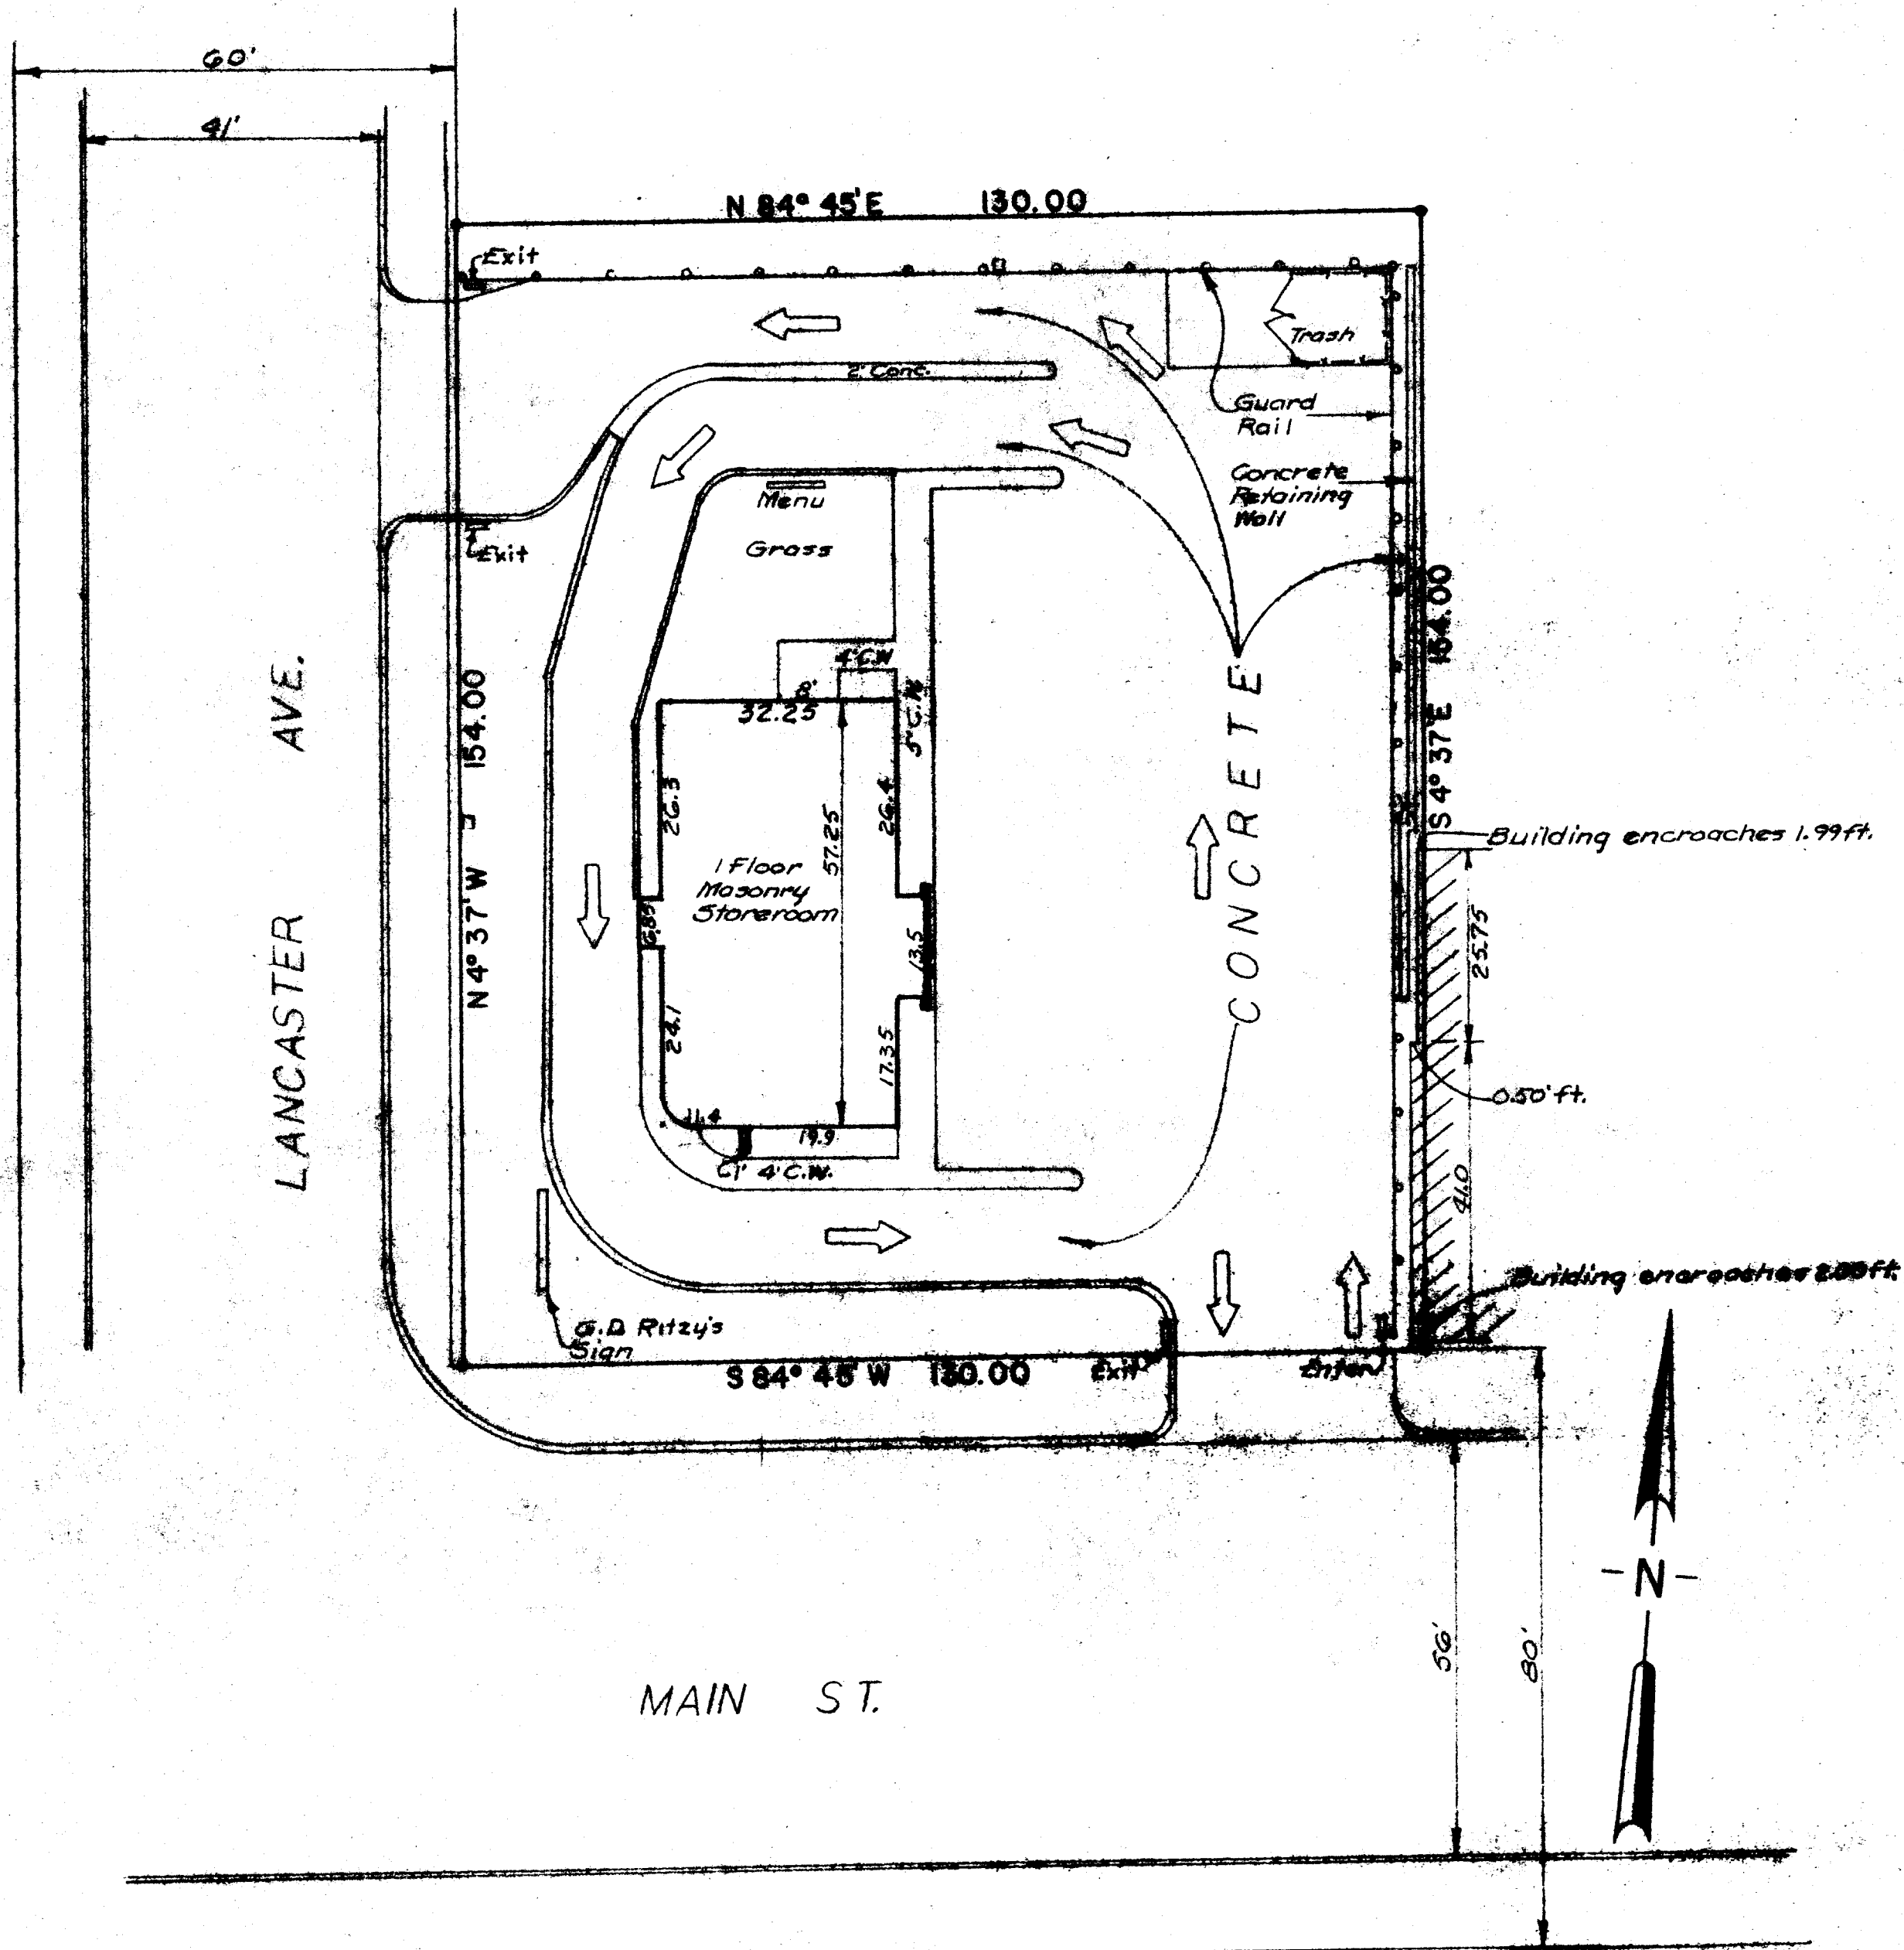 60'
41'
N 84° 45' E 130.00
Exit
Trash
2' Conc.
Guard
Rail
Concrete
Retaining
Wall
Menu
Grass
Exit
4' C.W
8'
32.25
5' C.W.
26.3
57.25
26.4
1 Floor
Masonry
Storeroom
6.85
13.5
24.1
17.35
11.4
19.9
4' C.W.
CONCRETE
LANCASTER AVE.
N 4° 37' W 154.00
S 4° 37' E 154.00
Building encroaches 1.99 ft.
25.75
0.50' ft.
41.0
Building encroaches ft.
G.D. Ritzy's
Sign
S 84° 45' W 130.00
Exit
Enter
56'
80'
-N-
MAIN ST.